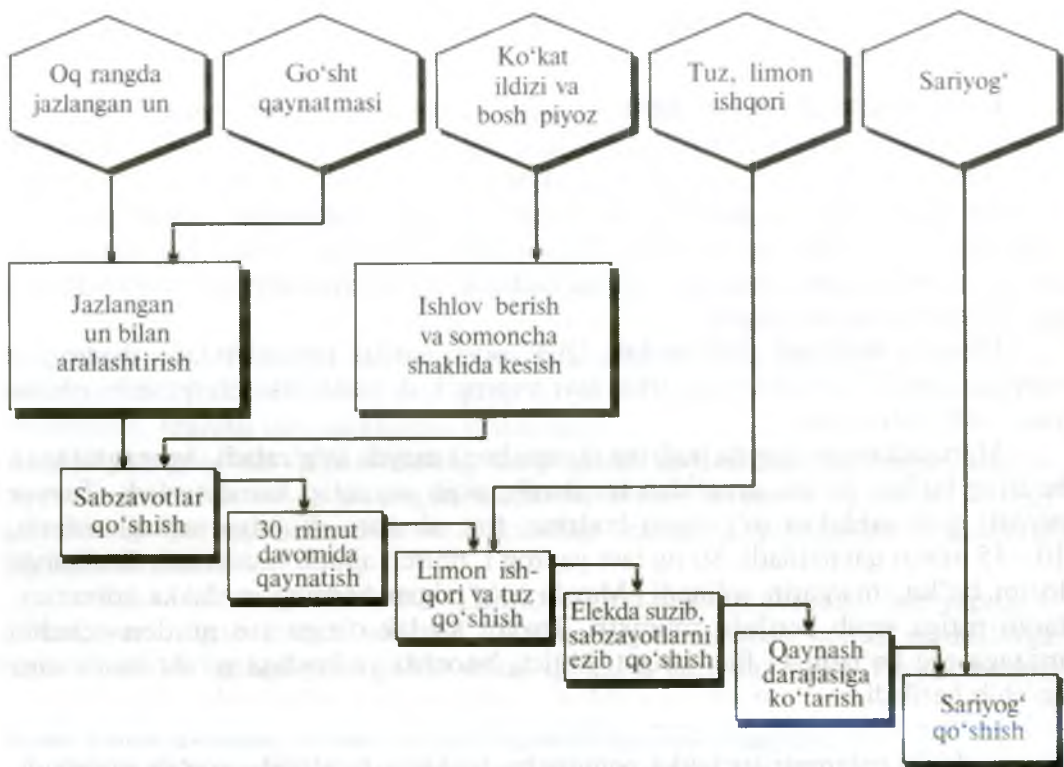 Oq rangda
jazlangan un
Go‘sht
qaynatmasi
Ko‘kat
ildizi va
bosh piyoz
Tuz, limon
ishqori
Sariyog‘
Jazlangan
un bilan
aralashtirish
Ishlov berish
va somoncha
shaklida kesish
Sabzavotlar
qo‘shish
30 minut
davomida
qaynatish
Limon ish-
qori va tuz
qo‘shish
Elekda suzib,
sabzavotlarni
ezib qo‘shish
Qaynash
darajasiga
ko‘tarish
Sariyog‘
qo‘shish